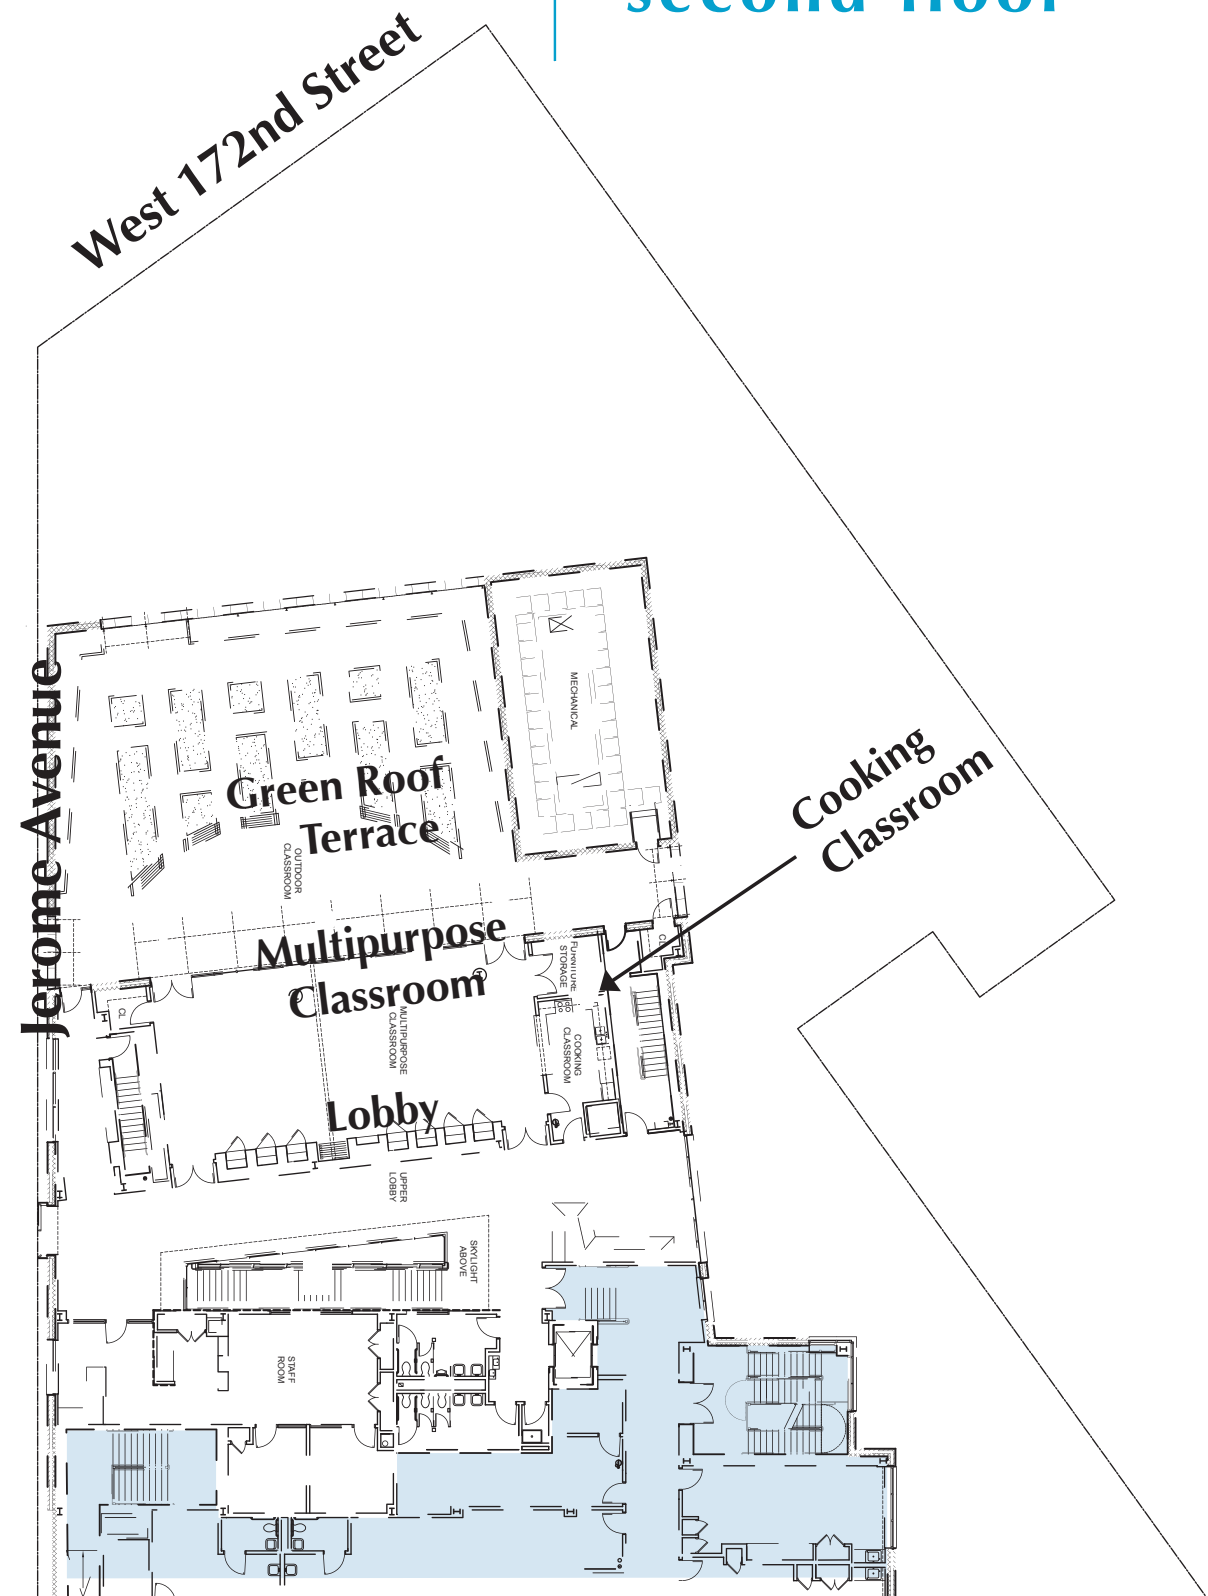 second floor
West 172nd Street
Jerome Avenue
MECHANICAL
Cooking
Classroom
Green Roof
Terrace
OUTDOOR
CLASSROOM
Multipurpose
Classroom
FURNITURE
STORAGE
CL
CL
MULTIPURPOSE
CLASSROOM
COOKING
CLASSROOM
Lobby
UPPER
LOBBY
SKYLIGHT
ABOVE
STAFF
ROOM